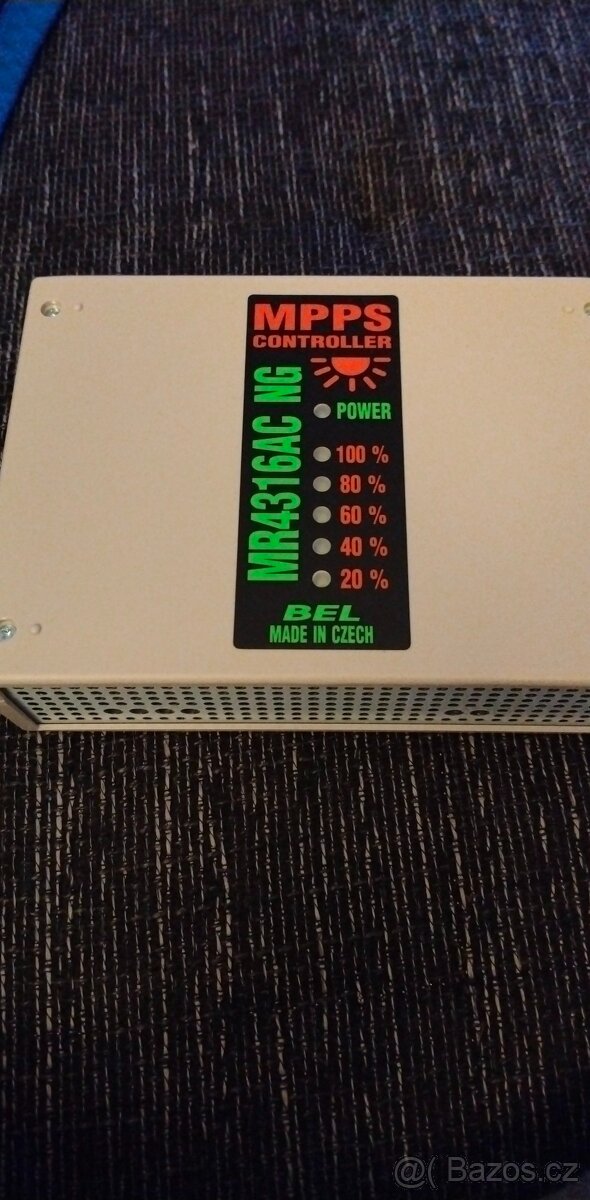 MPPS
CONTROLLER
MR4316AC NG
POWER
100 %
80 %
60 %
40 %
20 %
BEL
MADE IN CZECH
@( Bazos.cz